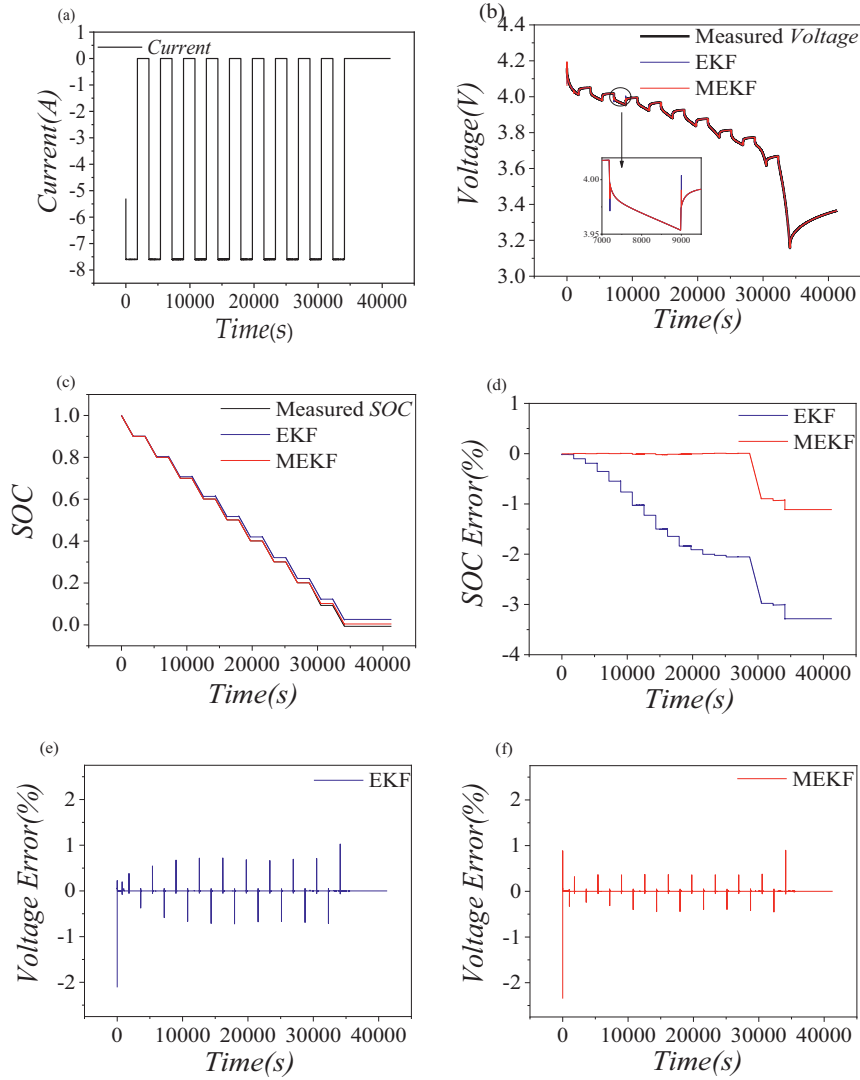 (a)
Current
1
0
-1
-2
-3
-4
-5
-6
-7
-8
0 10000 20000 30000 40000
Current(A)
Time(s)
(b)
Measured Voltage
EKF
MEKF
4.4
4.2
4.0
3.8
3.6
3.4
3.2
3.0
4.00
3.95
7000 8000 9000
0 10000 20000 30000 40000
Voltage(V)
Time(s)
(c)
Measured SOC
EKF
MEKF
1.0
0.8
0.6
0.4
0.2
0.0
0 10000 20000 30000 40000
SOC
Time(s)
(d)
EKF
MEKF
1
0
-1
-2
-3
-4
0 10000 20000 30000 40000
SOC Error(%)
Time(s)
(e)
EKF
2
1
0
-1
-2
0 10000 20000 30000 40000
Voltage Error(%)
Time(s)
(f)
MEKF
2
1
0
-1
-2
0 10000 20000 30000 40000
Voltage Error(%)
Time(s)